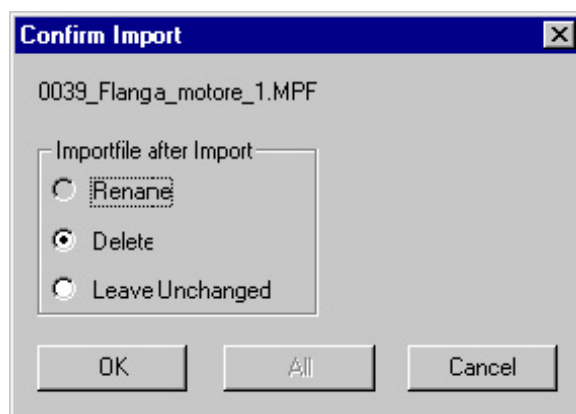 Confirm Import
0039_Flanga_motore_1.MPF
Importfile after Import
Rename
Delete
Leave Unchanged
OK All Cancel